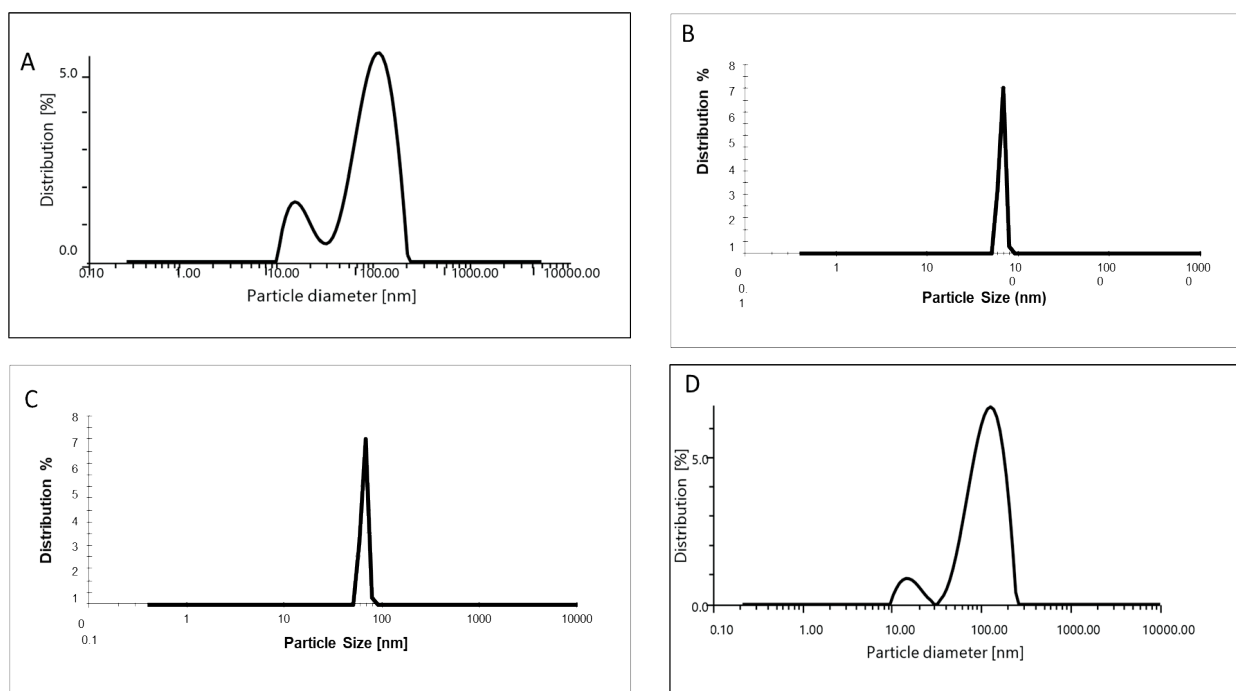 A
5.0
Distribution [%]
0.0
0.10 1.00 10.00 100.00 1000.00 10000.00
Particle diameter [nm]
B
8
7
6
5
4
3
2
1
Distribution %
0 1 10 10 100 1000
0. 0 0 0
1
Particle Size (nm)
C
8
7
6
5
4
3
2
1
Distribution %
0 1 10 100 1000 10000
0.1
Particle Size [nm]
D
5.0
Distribution [%]
0.0
0.10 1.00 10.00 100.00 1000.00 10000.00
Particle diameter [nm]